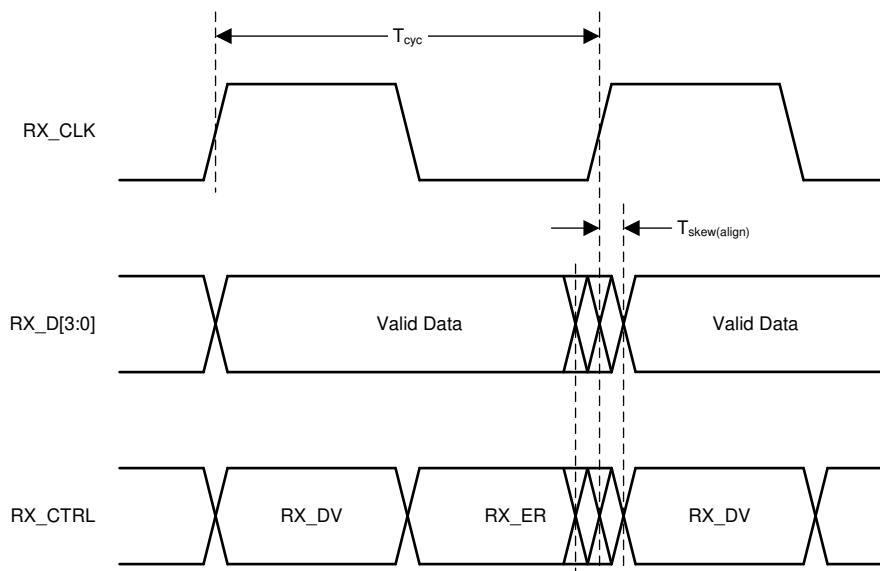 T_cyc
RX_CLK
T_skew(align)
RX_D[3:0] Valid Data Valid Data
RX_CTRL RX_DV RX_ER RX_DV